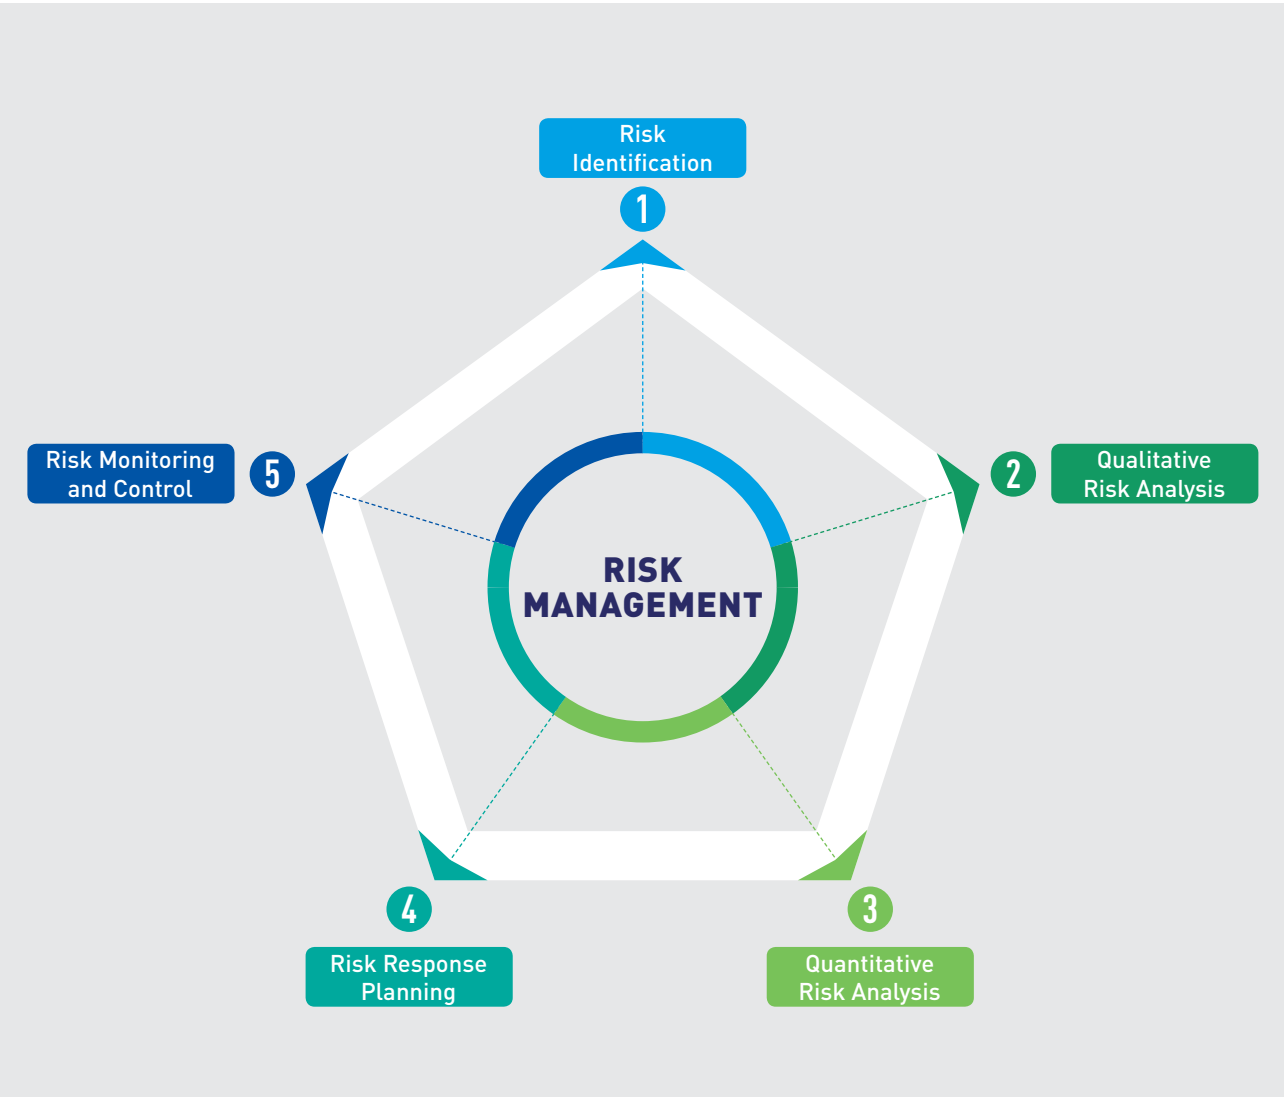 Risk
Identification
1
Risk Monitoring
and Control
5
2
Qualitative
Risk Analysis
RISK
MANAGEMENT
4
3
Risk Response
Planning
Quantitative
Risk Analysis